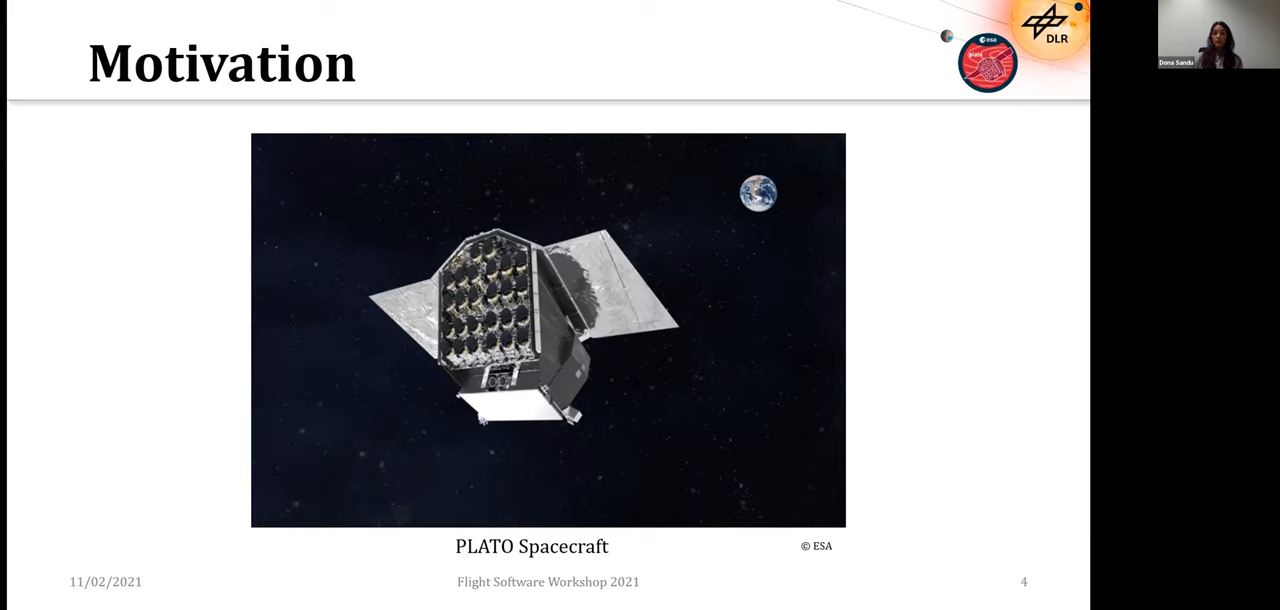 Motivation
esa
plato
DLR
Dona Sandu
PLATO Spacecraft
© ESA
11/02/2021
Flight Software Workshop 2021
4